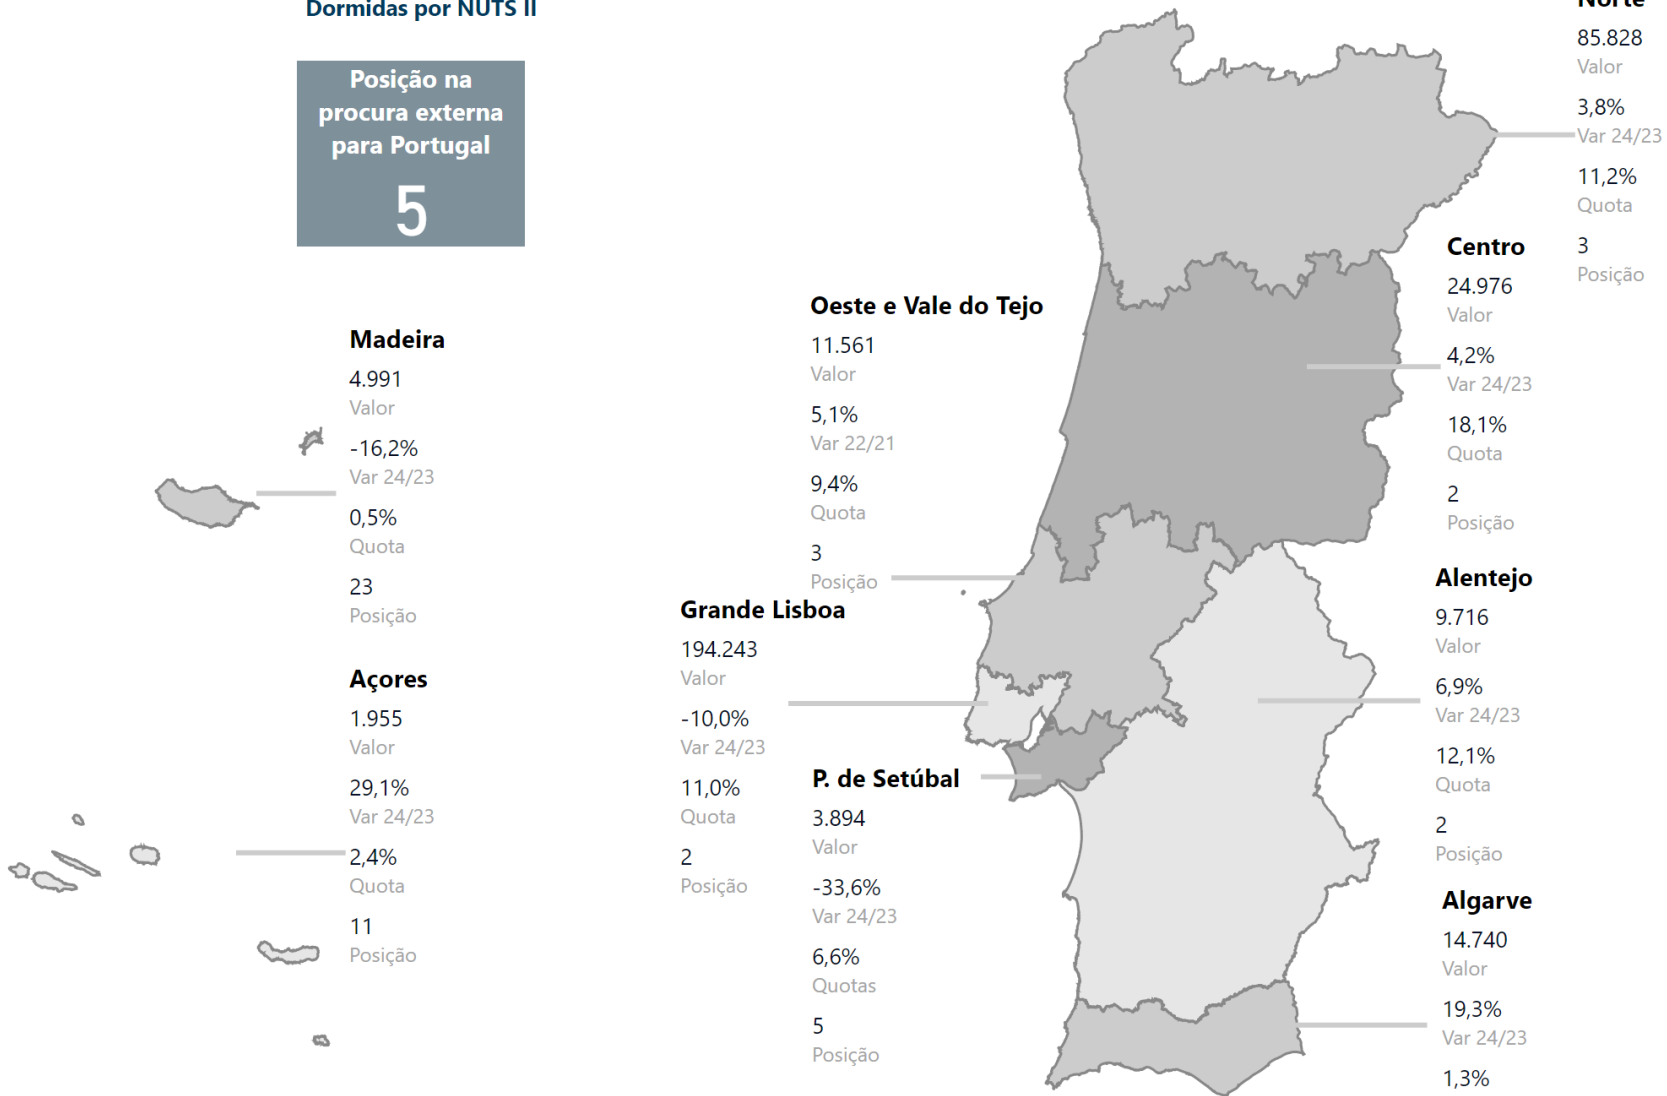 Dormidas por NUTS II
Posição na
procura externa
para Portugal
5
Norte
85.828
Valor
3,8%
Var 24/23
11,2%
Quota
3
Posição
Centro
24.976
Valor
4,2%
Var 24/23
18,1%
Quota
2
Posição
Oeste e Vale do Tejo
11.561
Valor
5,1%
Var 22/21
9,4%
Quota
3
Posição
Madeira
4.991
Valor
-16,2%
Var 24/23
0,5%
Quota
23
Posição
Grande Lisboa
194.243
Valor
-10,0%
Var 24/23
11,0%
Quota
2
Posição
Alentejo
9.716
Valor
6,9%
Var 24/23
12,1%
Quota
2
Posição
Açores
1.955
Valor
29,1%
Var 24/23
2,4%
Quota
11
Posição
P. de Setúbal
3.894
Valor
-33,6%
Var 24/23
6,6%
Quotas
5
Posição
Algarve
14.740
Valor
19,3%
Var 24/23
1,3%